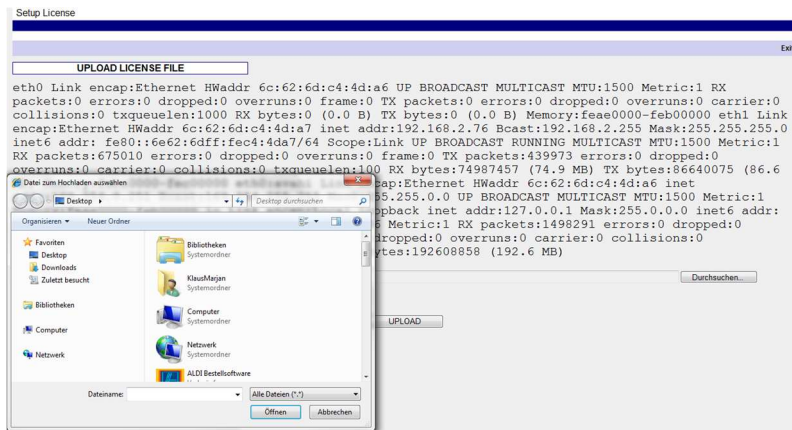 Setup License
Exit
UPLOAD LICENSE FILE
eth0 Link encap:Ethernet HWaddr 6c:62:6d:c4:4d:a6 UP BROADCAST MULTICAST MTU:1500 Metric:1 RX
packets:0 errors:0 dropped:0 overruns:0 frame:0 TX packets:0 errors:0 dropped:0 overruns:0 carrier:0
collisions:0 txqueuelen:1000 RX bytes:0 (0.0 B) TX bytes:0 (0.0 B) Memory:feae0000-feb00000 eth1 Link
encap:Ethernet HWaddr 6c:62:6d:c4:4d:a7 inet addr:192.168.2.76 Bcast:192.168.2.255 Mask:255.255.255.0
inet6 addr: fe80::6e62:6dff:fec4:4da7/64 Scope:Link UP BROADCAST RUNNING MULTICAST MTU:1500 Metric:1
RX packets:675010 errors:0 dropped:0 overruns:0 frame:0 TX packets:439973 errors:0 dropped:0
overruns:0 carrier:0 collisions:0 txqueuelen:100 RX bytes:74987457 (74.9 MB) TX bytes:86640075 (86.6
cap:Ethernet HWaddr 6c:62:6d:c4:4d:a6 inet
55.255.0.0 UP BROADCAST MULTICAST MTU:1500 Metric:1
opback inet addr:127.0.0.1 Mask:255.0.0.0 inet6 addr:
6 Metric:1 RX packets:1498291 errors:0 dropped:0
dropped:0 overruns:0 carrier:0 collisions:0
ytes:192608858 (192.6 MB)
Durchsuchen...
UPLOAD
Datei zum Hochladen auswählen
Desktop
Desktop durchsuchen
Organisieren
Neuer Ordner
Favoriten
Desktop
Downloads
Zuletzt besucht
Bibliotheken
Computer
Netzwerk
Bibliotheken
Systemordner
KlausMarjan
Systemordner
Computer
Systemordner
Netzwerk
Systemordner
ALDI Bestellsoftware
Dateiname:
Alle Dateien (*.*)
Öffnen
Abbrechen